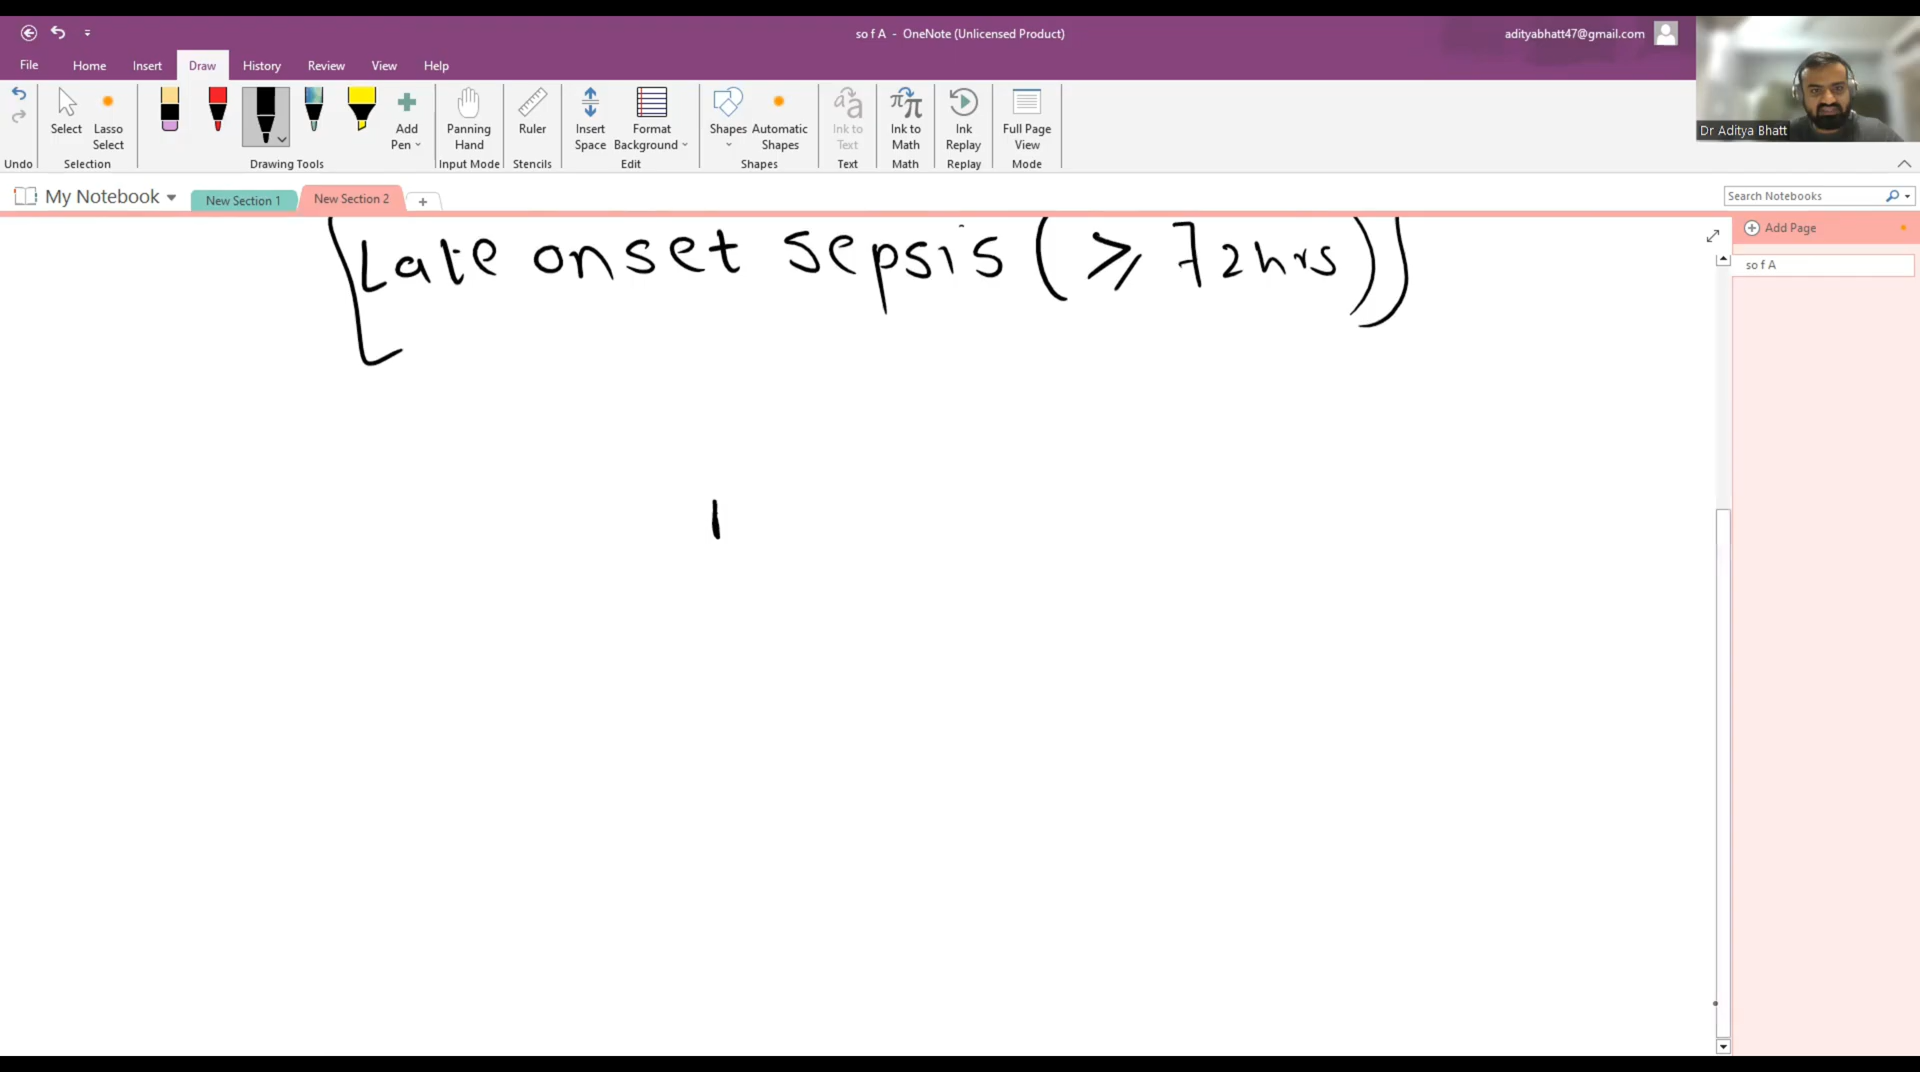 so f A - OneNote (Unlicensed Product)
adityabhatt47@gmail.com
File Home Insert Draw History Review View Help
Dr Aditya Bhatt
Select Lasso Select Add Pen Panning Hand Ruler Insert Space Format Background Shapes Automatic Shapes Ink to Text Ink to Math Ink Replay Full Page View
Undo Selection Drawing Tools Input Mode Stencils Edit Shapes Text Math Replay Mode
My Notebook New Section 1 New Section 2
Search Notebooks
Add Page
so f A
Late onset sepsis (⩾ 72hrs))